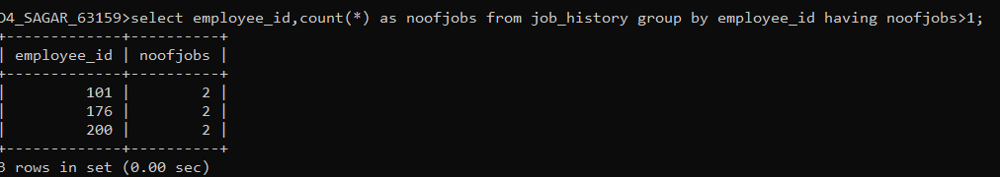 D4_SAGAR_63159>select employee_id,count(*) as noofjobs from job_history group by employee_id having noofjobs>1;
+-------------+----------+
| employee_id | noofjobs |
+-------------+----------+
|         101 |        2 |
|         176 |        2 |
|         200 |        2 |
+-------------+----------+
3 rows in set (0.00 sec)